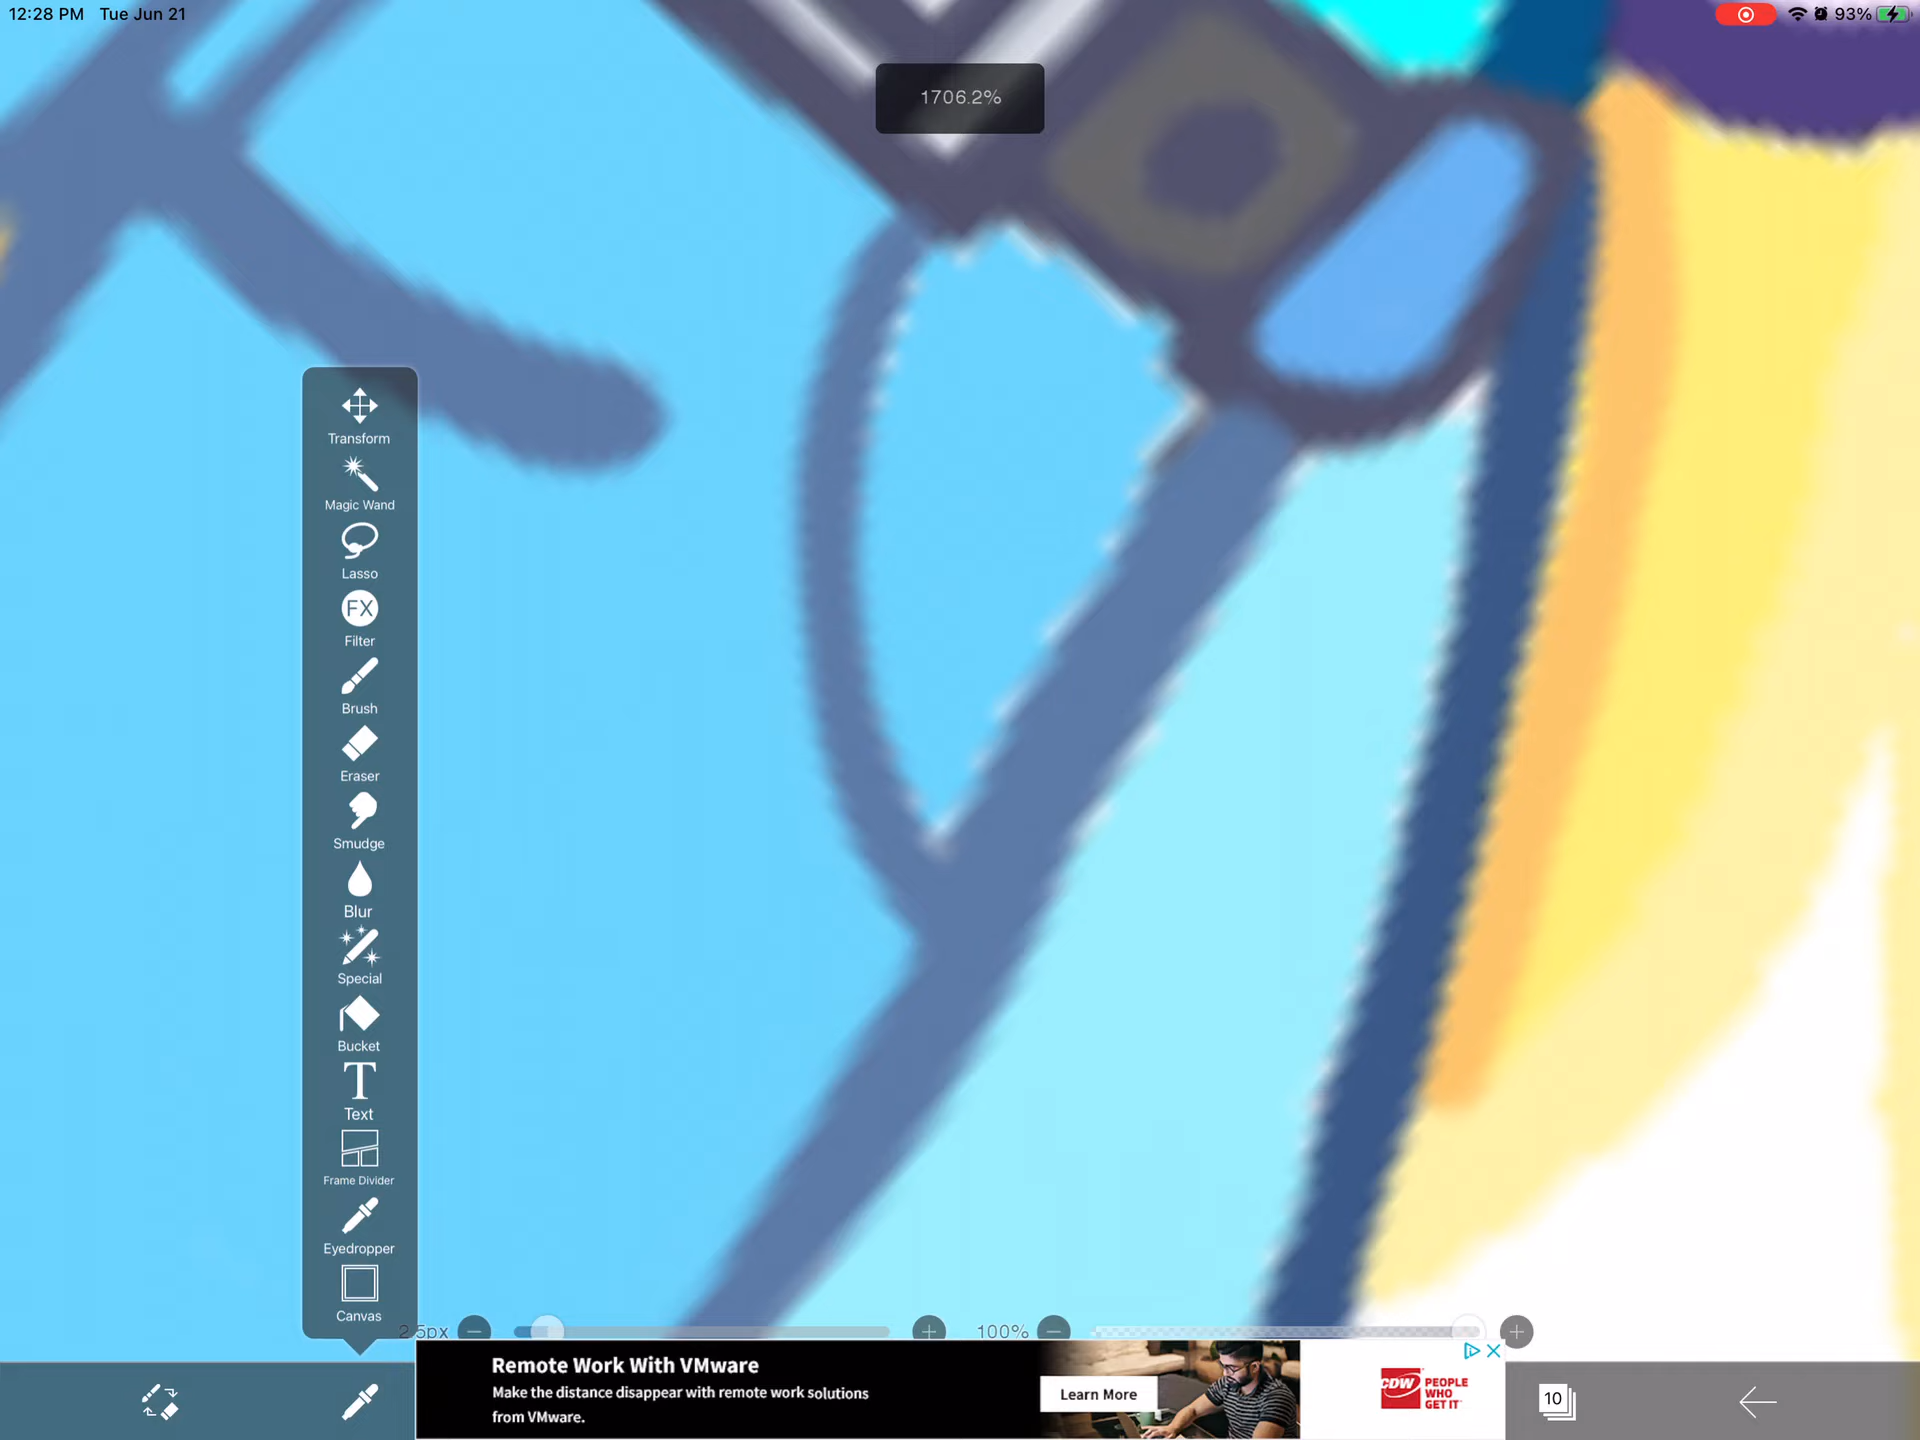 12:28 PM Tue Jun 21
93%
1706.2%
Transform
Magic Wand
Lasso
FX
Filter
Brush
Eraser
Smudge
Blur
Special
Bucket
T
Text
Frame Divider
Eyedropper
Canvas
2.5px
100%
Remote Work With VMware
Make the distance disappear with remote work solutions
from VMware.
Learn More
CDW
PEOPLE
WHO
GET IT
10